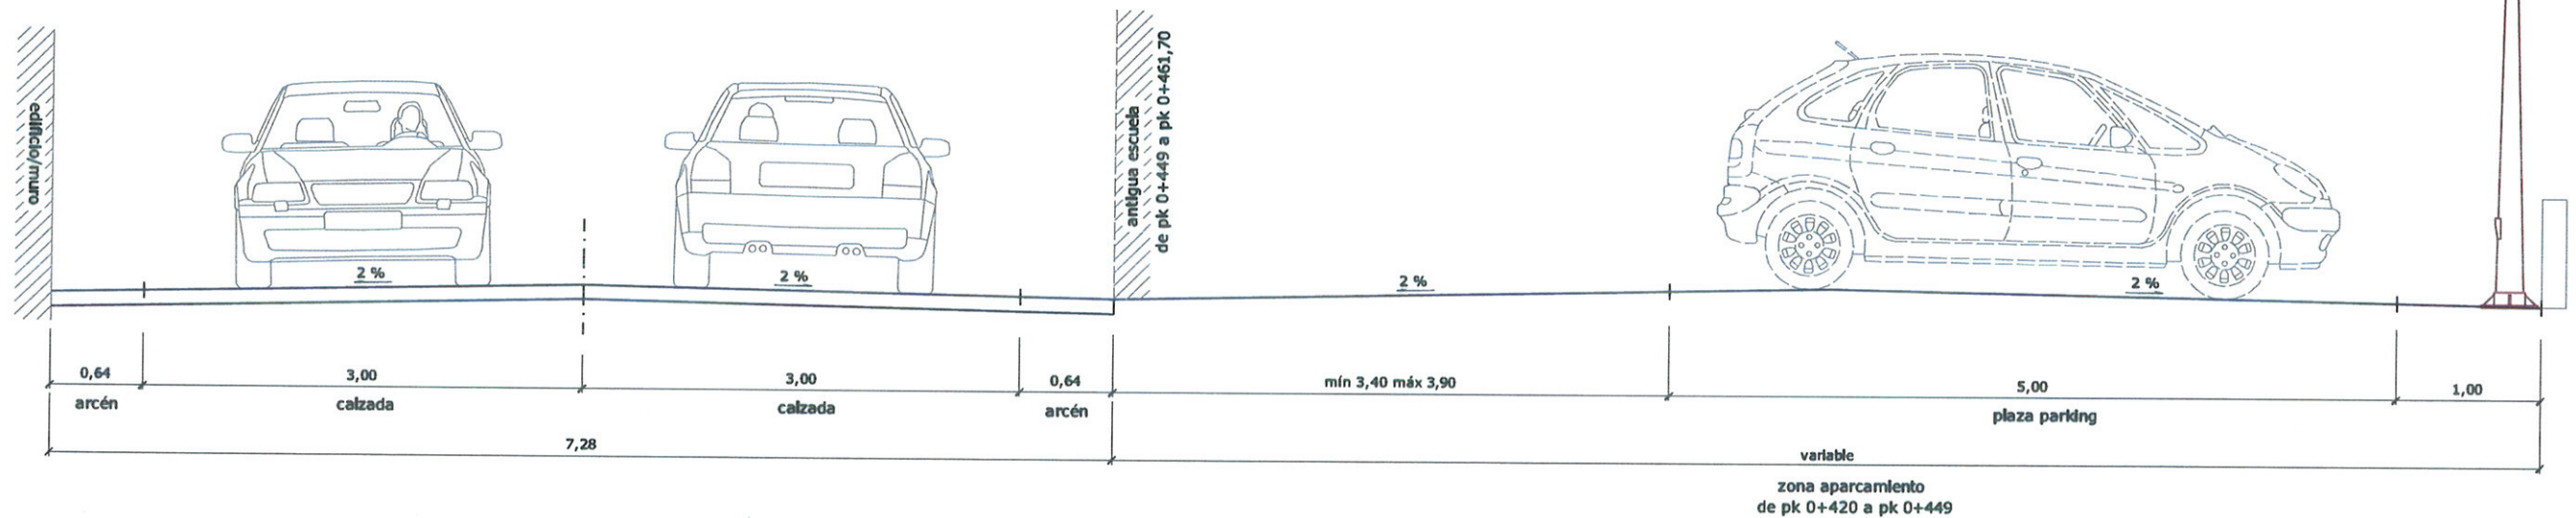 edificio/muro
antigua escuela
de pk 0+449 a pk 0+461,70
2 %
2 %
2 %
2 %
0,64
3,00
3,00
0,64
mín 3,40 máx 3,90
5,00
1,00
arcén
calzada
calzada
arcén
plaza parking
7,28
variable
zona aparcamiento
de pk 0+420 a pk 0+449